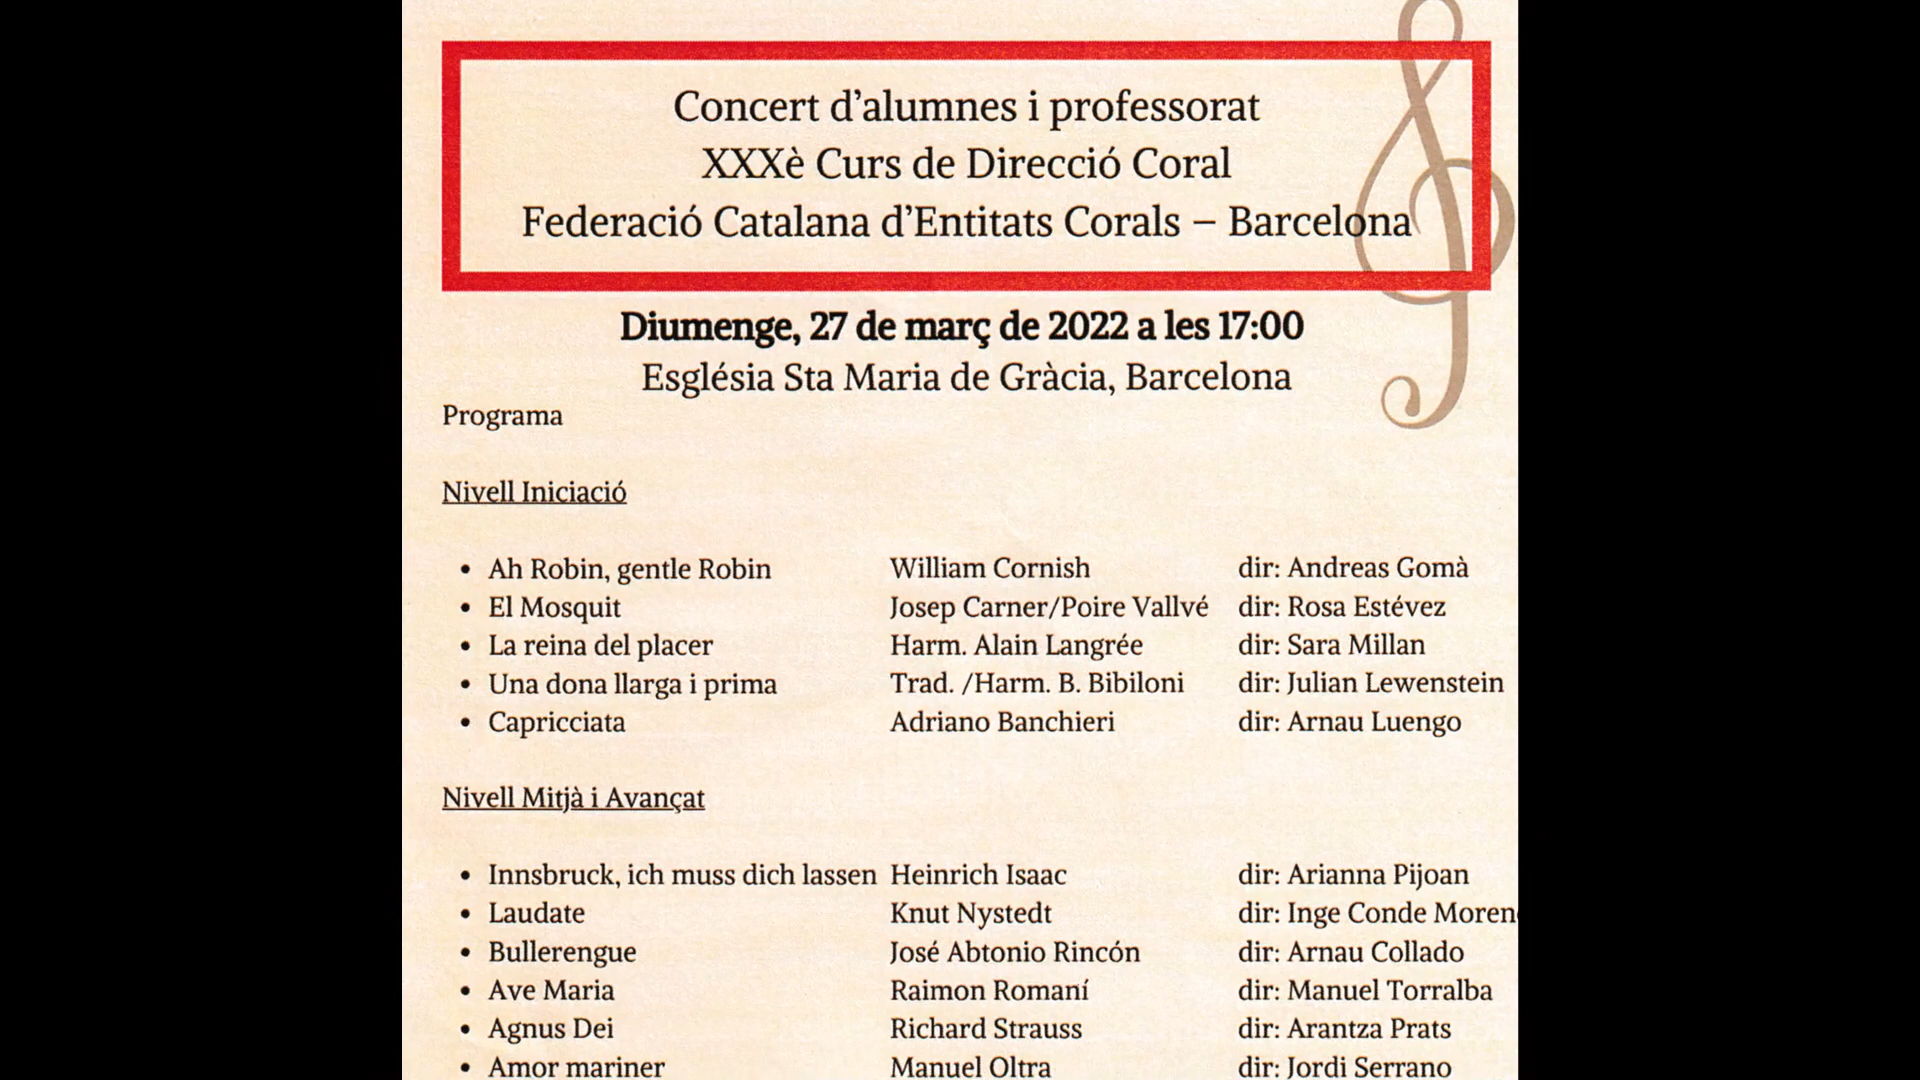 Concert d’alumnes i professorat
XXXè Curs de Direcció Coral
Federació Catalana d’Entitats Corals – Barcelona
Diumenge, 27 de març de 2022 a les 17:00
Església Sta Maria de Gràcia, Barcelona
Programa
Nivell Iniciació
• Ah Robin, gentle Robin William Cornish dir: Andreas Gomà
• El Mosquit Josep Carner/Poire Vallvé dir: Rosa Estévez
• La reina del placer Harm. Alain Langrée dir: Sara Millan
• Una dona llarga i prima Trad. /Harm. B. Bibiloni dir: Julian Lewenstein
• Capricciata Adriano Banchieri dir: Arnau Luengo
Nivell Mitjà i Avançat
• Innsbruck, ich muss dich lassen Heinrich Isaac dir: Arianna Pijoan
• Laudate Knut Nystedt dir: Inge Conde Moreno
• Bullerengue José Abtonio Rincón dir: Arnau Collado
• Ave Maria Raimon Romaní dir: Manuel Torralba
• Agnus Dei Richard Strauss dir: Arantza Prats
• Amor mariner Manuel Oltra dir: Jordi Serrano